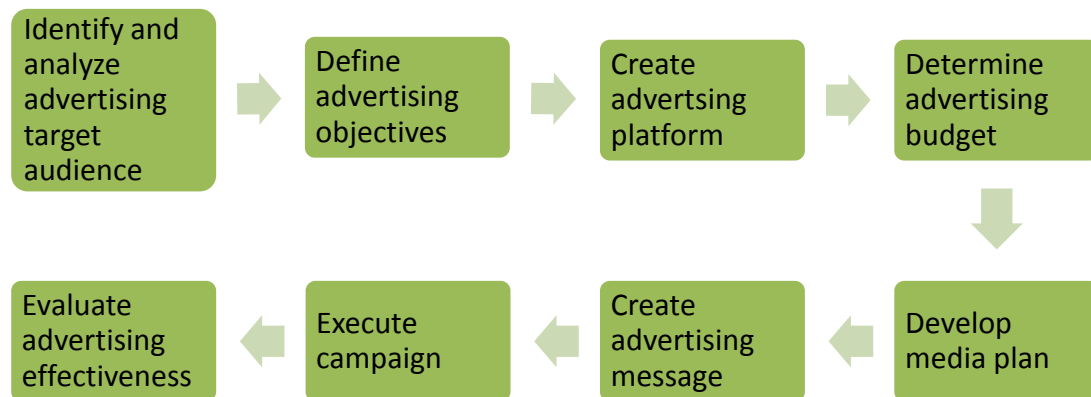 Identify and
analyze
advertising
target
audience
Define
advertising
objectives
Create
advertsing
platform
Determine
advertising
budget
Develop
media plan
Create
advertising
message
Execute
campaign
Evaluate
advertising
effectiveness